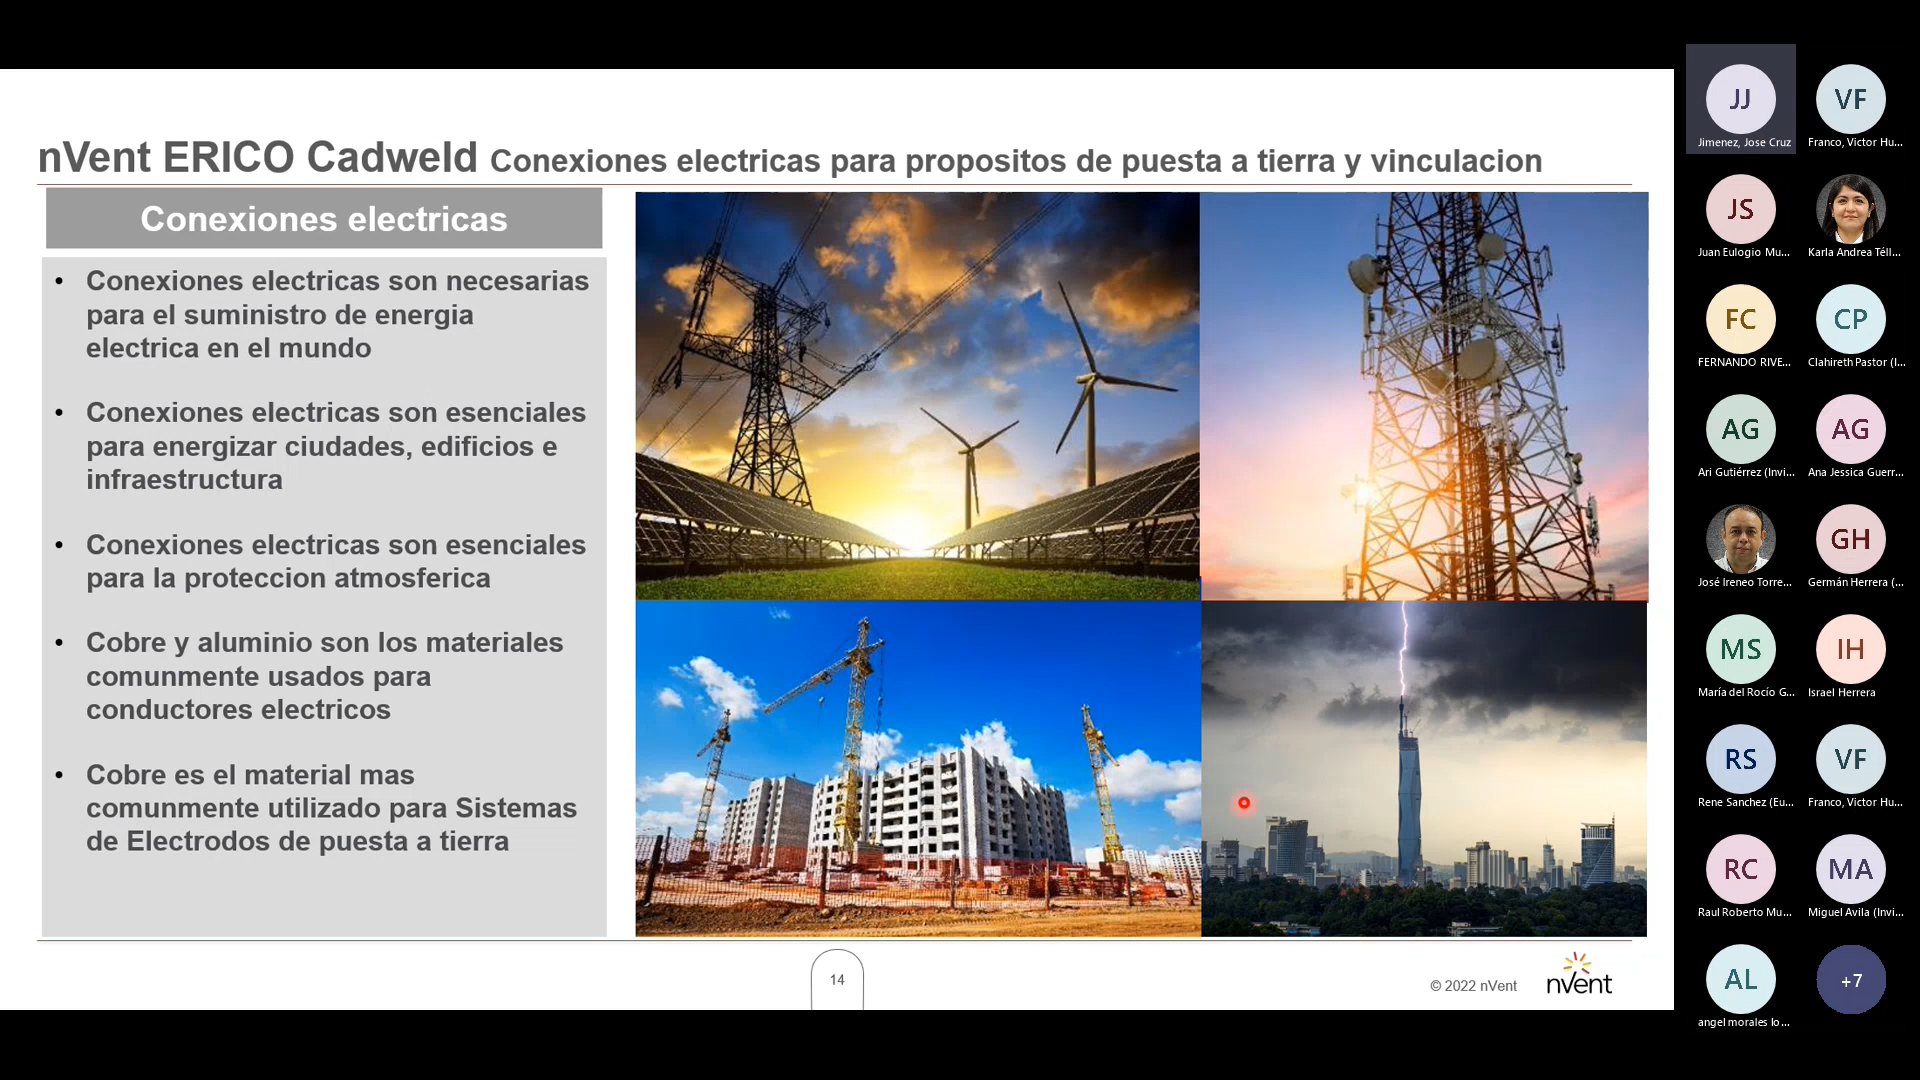 nVent ERICO Cadweld Conexiones electricas para propositos de puesta a tierra y vinculacion
Conexiones electricas
• Conexiones electricas son necesarias
para el suministro de energia
electrica en el mundo
• Conexiones electricas son esenciales
para energizar ciudades, edificios e
infraestructura
• Conexiones electricas son esenciales
para la proteccion atmosferica
• Cobre y aluminio son los materiales
comunmente usados para
conductores electricos
• Cobre es el material mas
comunmente utilizado para Sistemas
de Electrodos de puesta a tierra
14
© 2022 nVent
nVent
JJ
Jimenez, Jose Cruz
VF
Franco, Victor Hu...
JS
Juan Eulogio Mu...
Karla Andrea Téll...
FC
FERNANDO RIVE...
CP
Clahireth Pastor (I...
AG
Ari Gutiérrez (Invi...
AG
Ana Jessica Guerr...
José Ireneo Torre...
GH
Germán Herrera (...
MS
María del Rocío G...
IH
Israel Herrera
RS
Rene Sanchez (Eu...
VF
Franco, Victor Hu...
RC
Raul Roberto Mu...
MA
Miguel Avila (Invi...
AL
angel morales lo...
+7